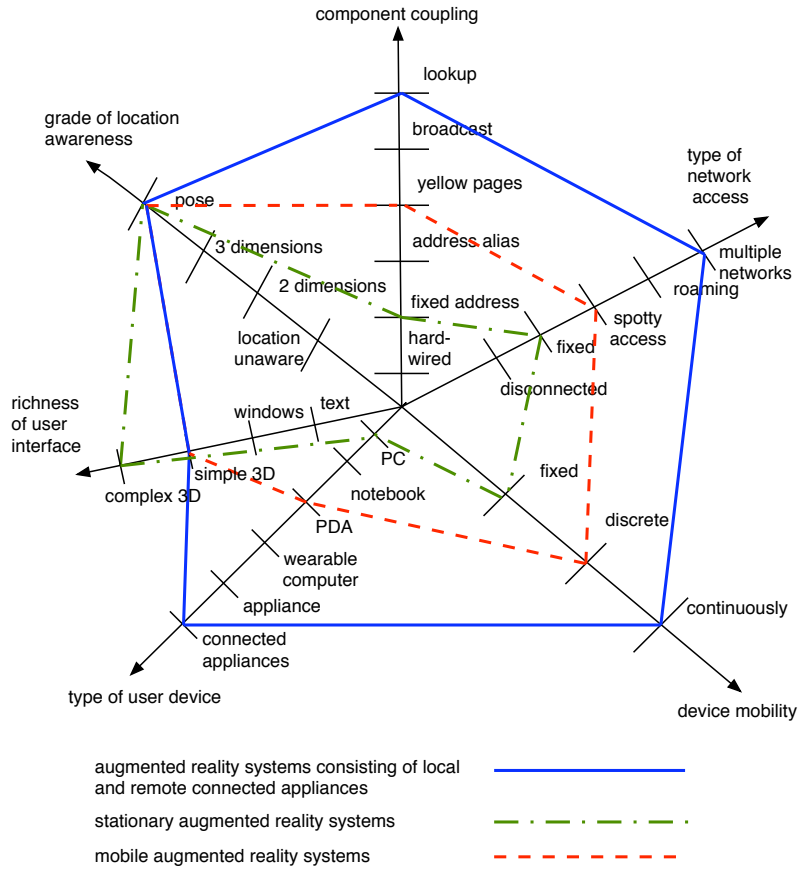 component coupling
lookup
grade of location
awareness
broadcast
type of
network
access
pose
yellow pages
3 dimensions
address alias
multiple
networks
2 dimensions
roaming
fixed address
spotty
access
location
unaware
hard-
wired
fixed
disconnected
richness
of user
interface
text
windows
PC
simple 3D
fixed
complex 3D
notebook
PDA
discrete
wearable
computer
appliance
continuously
connected
appliances
type of user device
device mobility
augmented reality systems consisting of local
and remote connected appliances
stationary augmented reality systems
mobile augmented reality systems